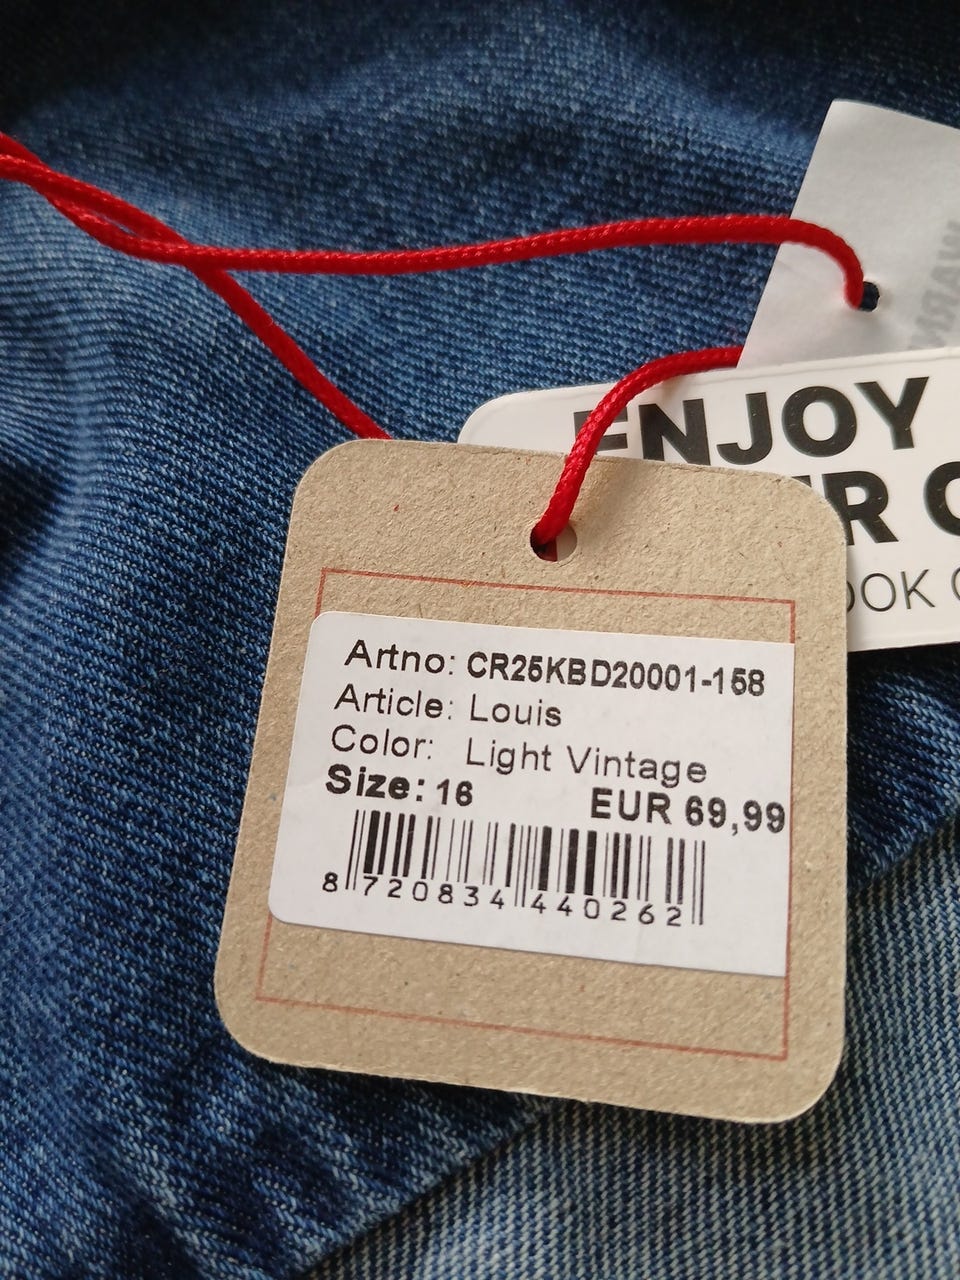 ENJOY
Artno: CR25KBD20001-158
Article: Louis
Color: Light Vintage
Size: 16 EUR 69,99
8 720834 440262